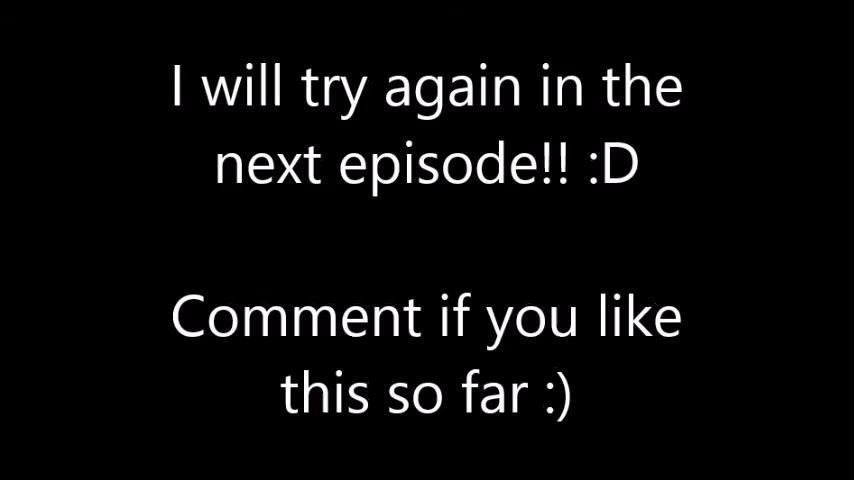 I will try again in the
next episode!! :D
Comment if you like
this so far :)